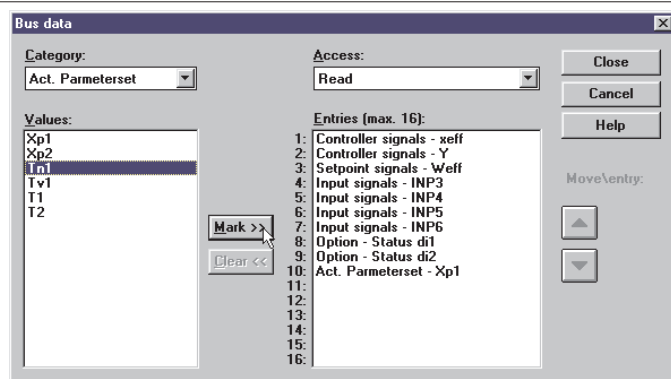 Bus data
Category:
Act. Parmeterset
Values:
Xp1
Xp2
Tn1
Tv1
T1
T2
Mark >>
Clear <<
Access:
Read
Entries (max. 16):
1: Controller signals - xeff
2: Controller signals - Y
3: Setpoint signals - Weff
4: Input signals - INP3
5: Input signals - INP4
6: Input signals - INP5
7: Input signals - INP6
8: Option - Status di1
9: Option - Status di2
10: Act. Parmeterset - Xp1
11:
12:
13:
14:
15:
16:
Close
Cancel
Help
Move\entry: